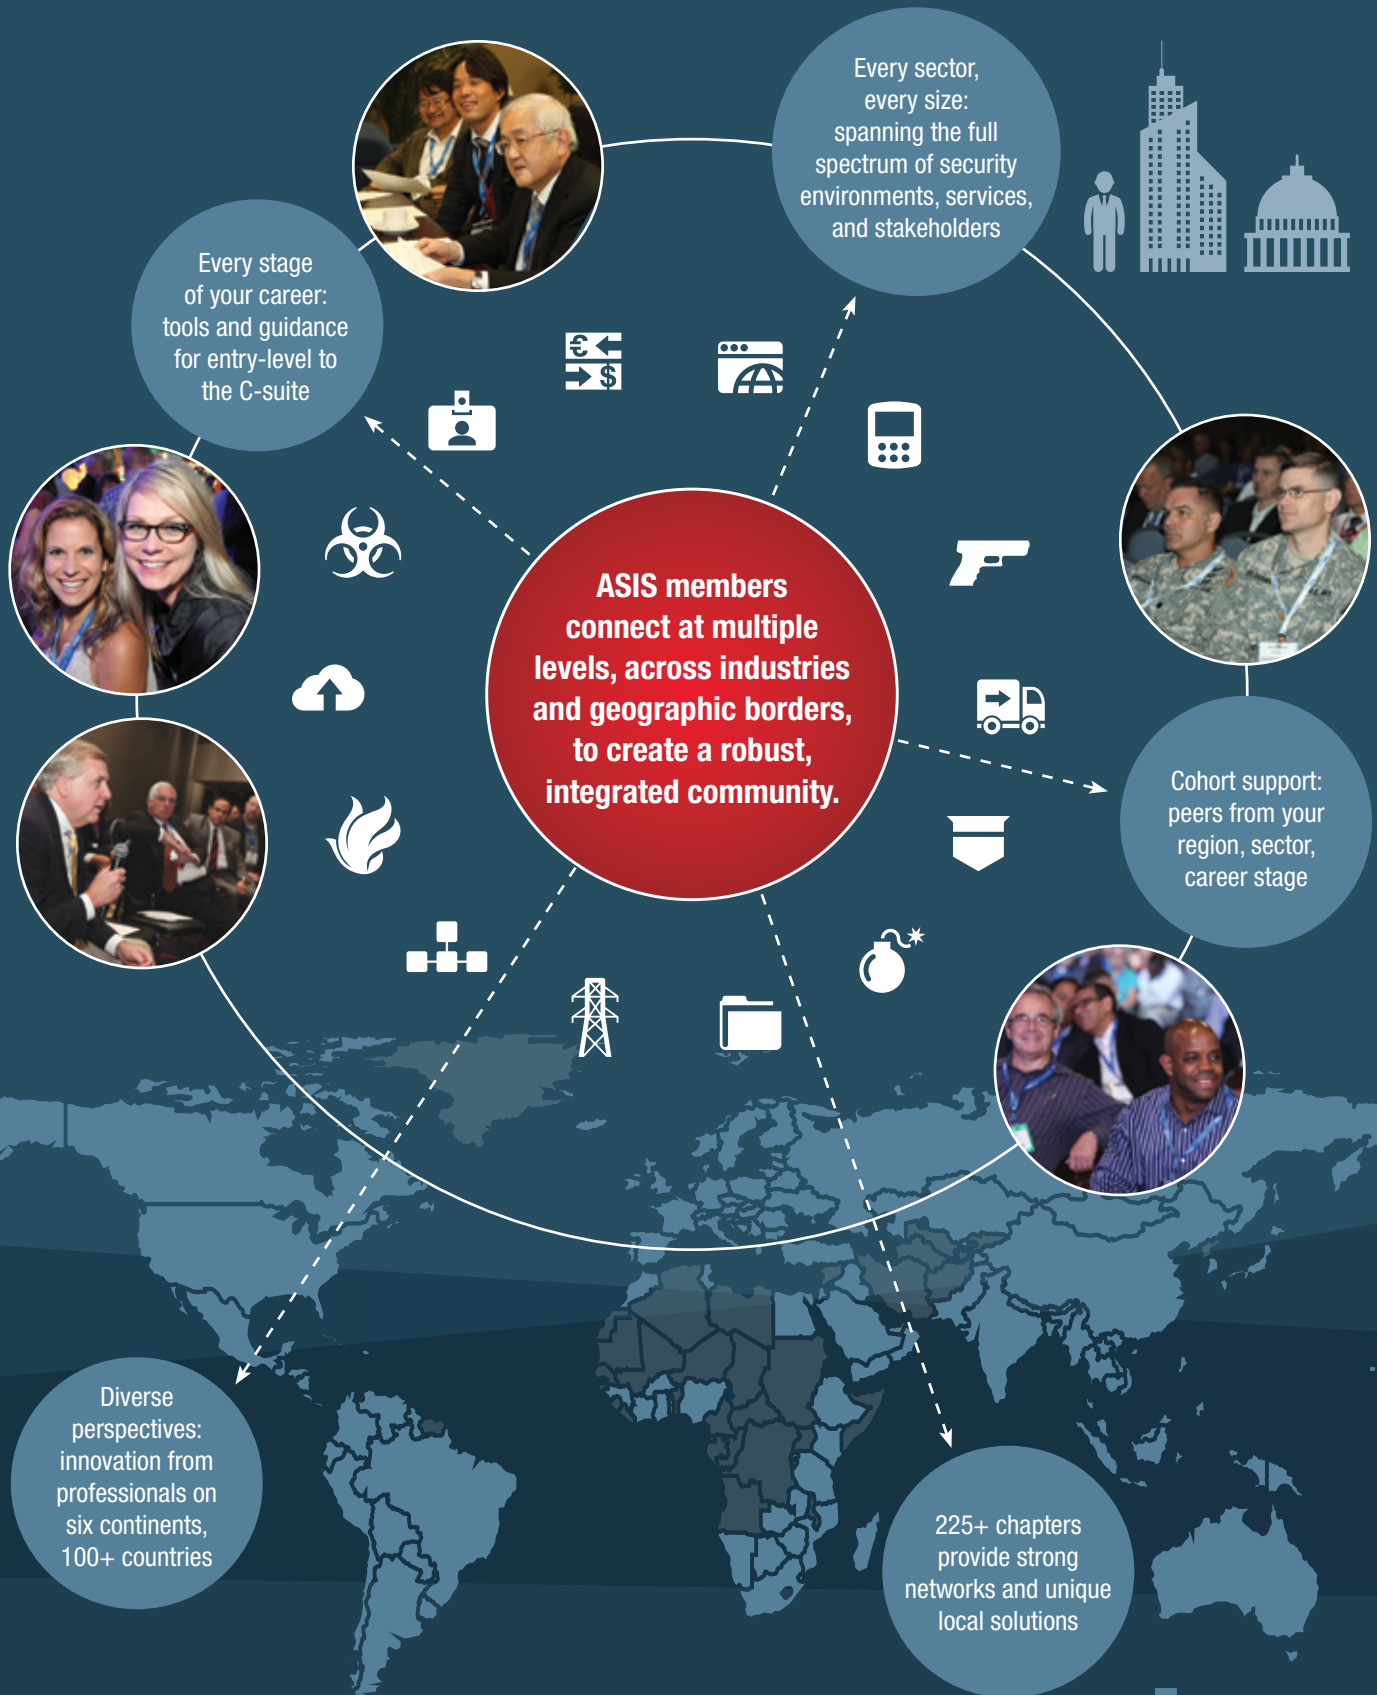 Every sector,
every size:
spanning the full
spectrum of security
environments, services,
and stakeholders
Every stage
of your career:
tools and guidance
for entry-level to
the C-suite
€
$
ASIS members
connect at multiple
levels, across industries
and geographic borders,
to create a robust,
integrated community.
Cohort support:
peers from your
region, sector,
career stage
Diverse
perspectives:
innovation from
professionals on
six continents,
100+ countries
225+ chapters
provide strong
networks and unique
local solutions